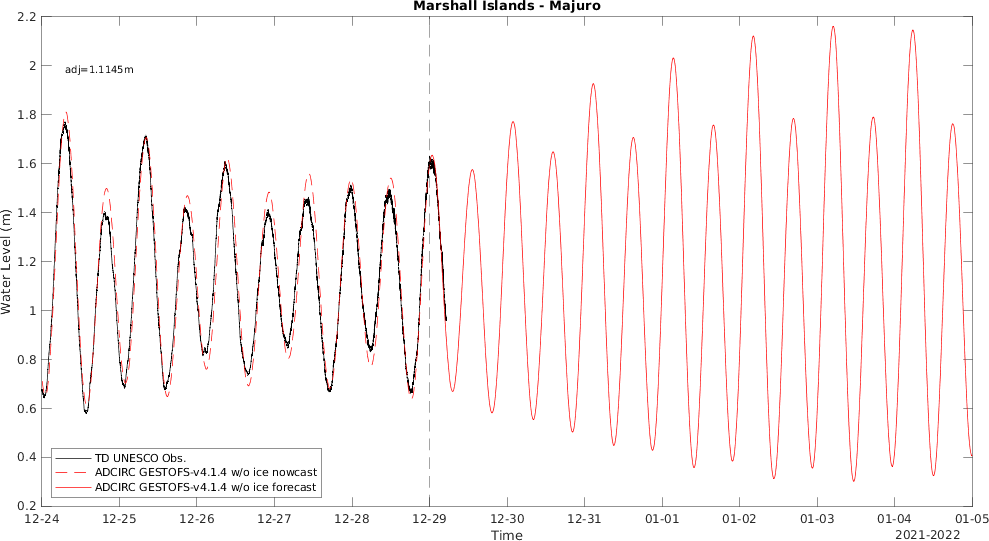 Marshall Islands - Majuro
2.2
2
1.8
1.6
1.4
1.2
1
0.8
0.6
0.4
0.2
Water Level (m)
adj=1.1145m
TD UNESCO Obs.
ADCIRC GESTOFS-v4.1.4 w/o ice nowcast
ADCIRC GESTOFS-v4.1.4 w/o ice forecast
12-24 12-25 12-26 12-27 12-28 12-29 12-30 12-31 01-01 01-02 01-03 01-04 01-05
Time
2021-2022